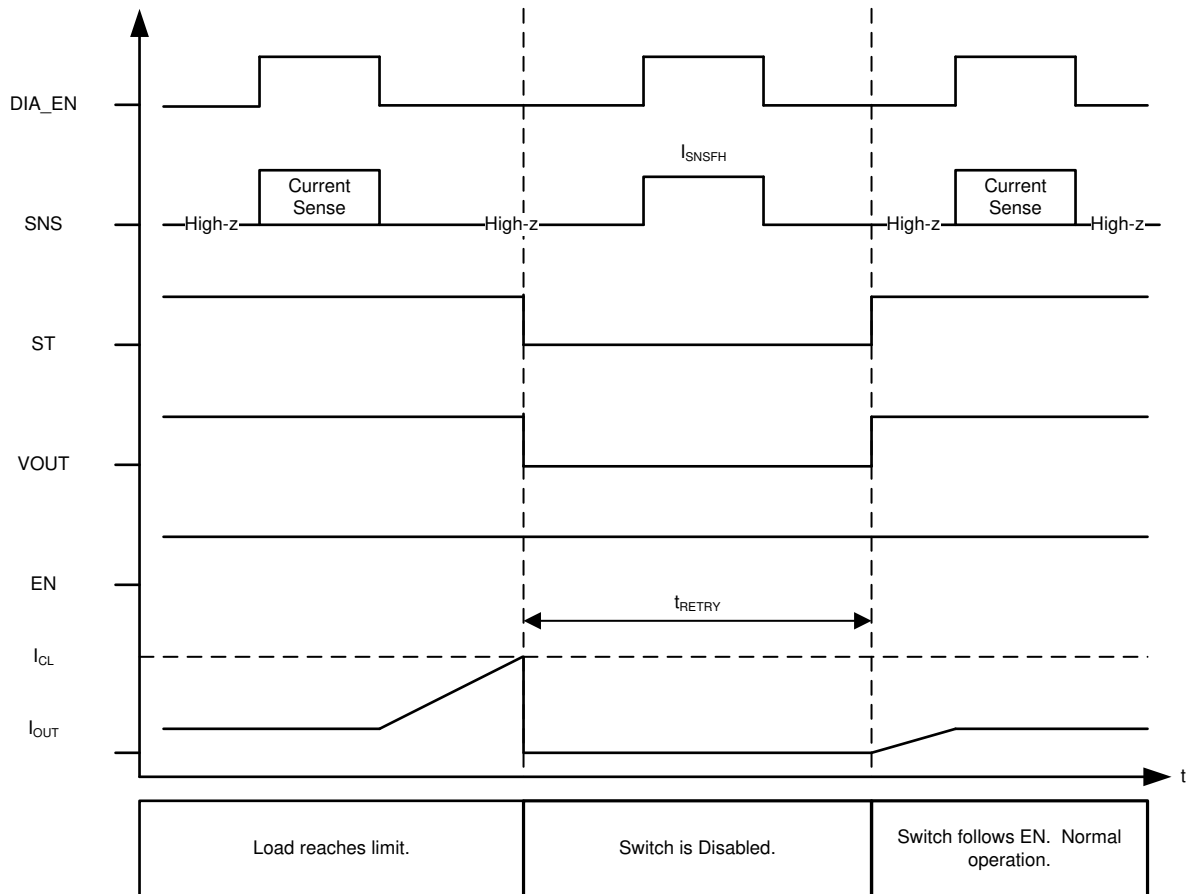 DIA_EN
I_SNSFH
SNS
High-z
Current
Sense
High-z
High-z
Current
Sense
High-z
ST
VOUT
EN
t_RETRY
I_CL
I_OUT
t
Load reaches limit.
Switch is Disabled.
Switch follows EN. Normal
operation.